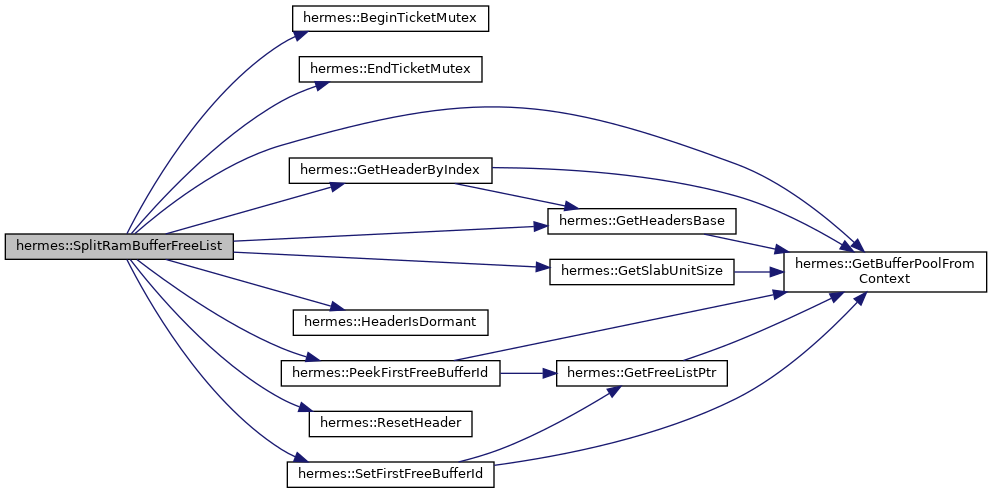 hermes::BeginTicketMutex
hermes::EndTicketMutex
hermes::GetHeaderByIndex
hermes::GetHeadersBase
hermes::SplitRamBufferFreeList
hermes::GetSlabUnitSize
hermes::GetBufferPoolFrom
Context
hermes::HeaderIsDormant
hermes::PeekFirstFreeBufferId
hermes::GetFreeListPtr
hermes::ResetHeader
hermes::SetFirstFreeBufferId